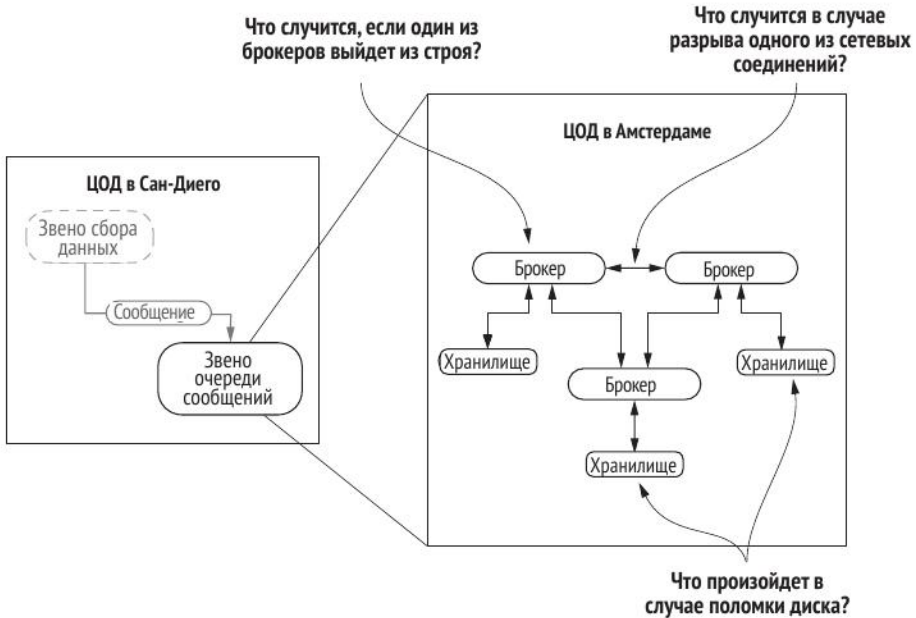 Что случится, если один из
брокеров выйдет из строя?
Что случится в случае
разрыва одного из сетевых
соединений?
ЦОД в Сан-Диего
Звено сбора
данных
Сообщение
Звено
очереди
сообщений
ЦОД в Амстердаме
Брокер
Брокер
Хранилище
Брокер
Хранилище
Хранилище
Что произойдет в
случае поломки диска?